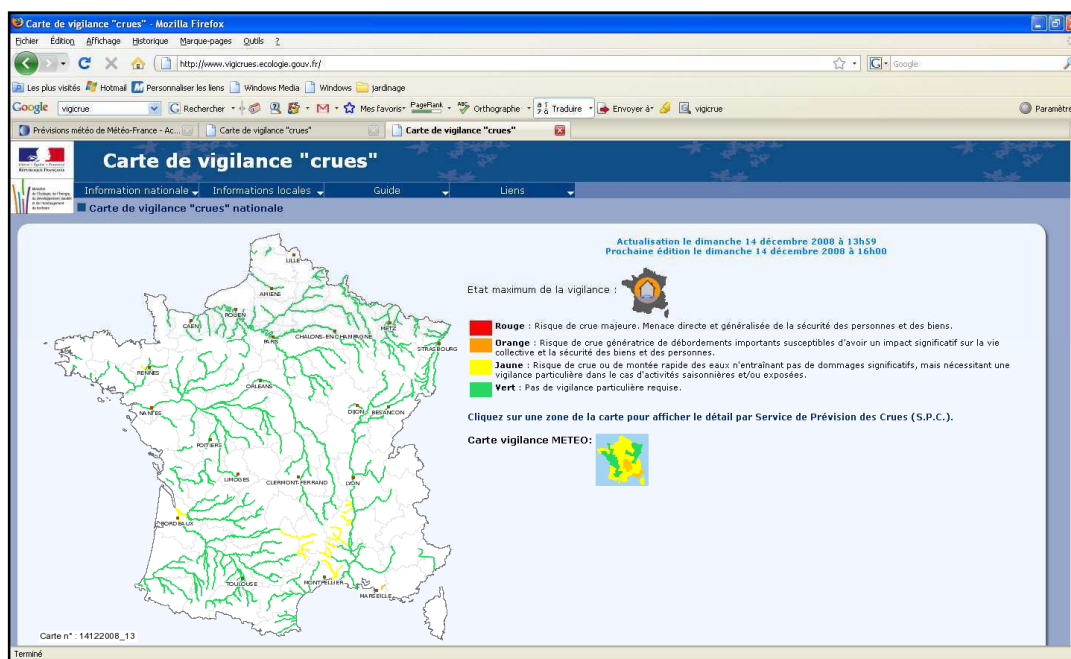 Carte de vigilance "crues" - Mozilla Firefox
Fichier Édition Affichage Historique Marque-pages Outils ?
http://www.vigicrues.ecologie.gouv.fr/
Google
Les plus visités Hotmail Personnaliser les liens Windows Media Windows Jardinage
Google vigicrue Rechercher Mes favoris PageRank Orthographe Traduire Envoyer à vigicrue Paramètre
Prévisions météo de Météo-France - Ac... Carte de vigilance "crues" Carte de vigilance "crues"
RÉPUBLIQUE FRANÇAISE
Carte de vigilance "crues"
Information nationale Informations locales Guide Liens
Carte de vigilance "crues" nationale
Actualisation le dimanche 14 décembre 2008 à 13h59
Prochaine édition le dimanche 14 décembre 2008 à 16h00
Etat maximum de la vigilance :
Rouge : Risque de crue majeure. Menace directe et généralisée de la sécurité des personnes et des biens.
Orange : Risque de crue génératrice de débordements importants susceptibles d'avoir un impact significatif sur la vie
collective et la sécurité des biens et des personnes.
Jaune : Risque de crue ou de montée rapide des eaux n'entraînant pas de dommages significatifs, mais nécessitant une
vigilance particulière dans le cas d'activités saisonnières et/ou exposées.
Vert : Pas de vigilance particulière requise.
Cliquez sur une zone de la carte pour afficher le détail par Service de Prévision des Crues (S.P.C.).
Carte vigilance METEO:
LILLE
AMIENS
ROUEN
CAEN
METZ
PARIS
CHALONS-EN-CHAMPAGNE
STRASBOURG
RENNES
ORLEANS
NANTES
DIJON
BESANCON
POITIERS
LIMOGES
CLERMONT-FERRAND
LYON
BORDEAUX
TOULOUSE
MONTPELLIER
MARSEILLE
Carte n° : 14122008_13
Terminé